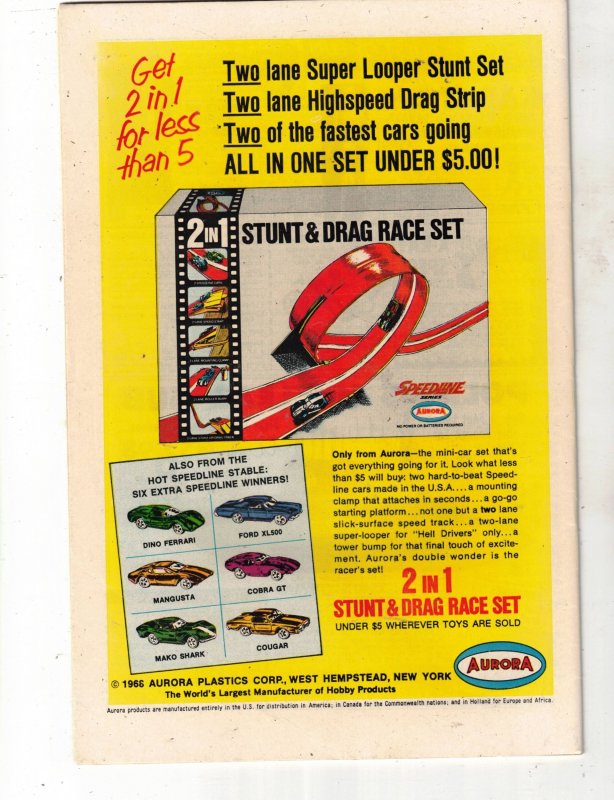 Get
2 in 1
for less
than 5
Two lane Super Looper Stunt Set
Two lane Highspeed Drag Strip
Two of the fastest cars going
ALL IN ONE SET UNDER $5.00!
2 IN 1
STUNT & DRAG RACE SET
SPEEDLINE
SERIES
AURORA
NO POWER OR BATTERIES REQUIRED
ALSO FROM THE
HOT SPEEDLINE STABLE:
SIX EXTRA SPEEDLINE WINNERS!
DINO FERRARI
FORD XL500
MANGUSTA
COBRA GT
MAKO SHARK
COUGAR
Only from Aurora—the mini-car set that's
got everything going for it. Look what less
than $5 will buy: two hard-to-beat Speed-
line cars made in the U.S.A....a mounting
clamp that attaches in seconds...a go-go
starting platform...not one but a two lane
slick-surface speed track...a two-lane
super-looper for "Hell Drivers" only...a
tower bump for that final touch of excite-
ment. Aurora's double wonder is the
racer's set!
2 IN 1
STUNT & DRAG RACE SET
UNDER $5 WHEREVER TOYS ARE SOLD
AURORA
© 1968 AURORA PLASTICS CORP., WEST HEMPSTEAD, NEW YORK
The World's Largest Manufacturer of Hobby Products
Aurora products are manufactured entirely in the U.S. for distribution in America; in Canada for the Commonwealth nations; and in Holland for Europe and Africa.